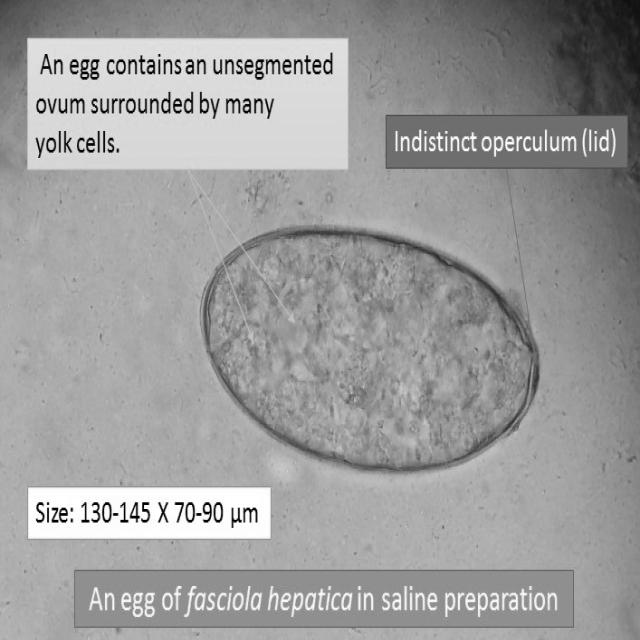 An egg contains an unsegmented
ovum surrounded by many
yolk cells.
Indistinct operculum (lid)
Size: 130-145 X 70-90 µm
An egg of fasciola hepatica in saline preparation